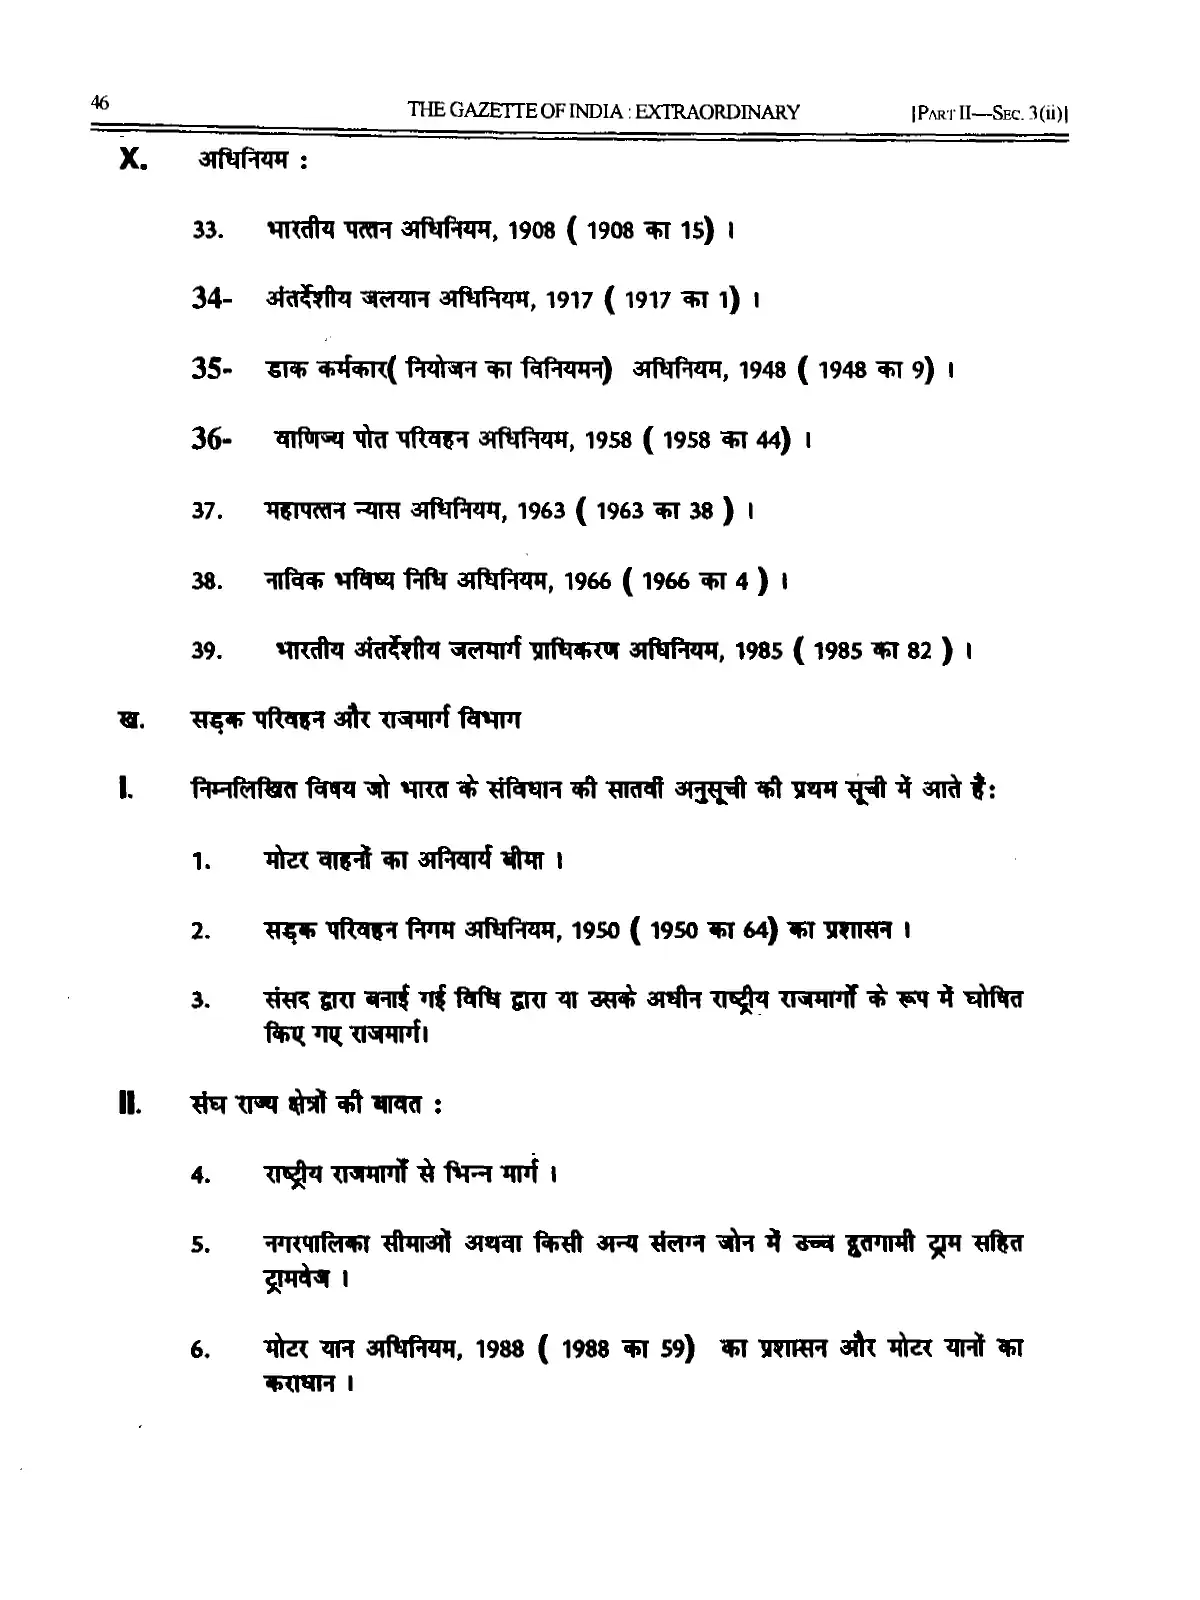 46 THE GAZETTE OF INDIA : EXTRAORDINARY [PART II—SEC. 3(ii)]
X. अधिनियम :
33. भारतीय पत्तन अधिनियम, 1908 ( 1908 का 15) ।
34- अंतर्देशीय जलयान अधिनियम, 1917 ( 1917 का 1) ।
35- डाक कर्मकार( नियोजन का विनियमन) अधिनियम, 1948 ( 1948 का 9) ।
36- वाणिज्य पोत परिवहन अधिनियम, 1958 ( 1958 का 44) ।
37. महापत्तन न्यास अधिनियम, 1963 ( 1963 का 38 ) ।
38. नाविक भविष्य निधि अधिनियम, 1966 ( 1966 का 4 ) ।
39. भारतीय अंतर्देशीय जलमार्ग प्राधिकरण अधिनियम, 1985 ( 1985 का 82 ) ।
ख. सड़क परिवहन और राजमार्ग विभाग
I. निम्नलिखित विषय जो भारत के संविधान की सातवीं अनुसूची की प्रथम सूची में आते हैं:
1. मोटर वाहनों का अनिवार्य बीमा ।
2. सड़क परिवहन निगम अधिनियम, 1950 ( 1950 का 64) का प्रशासन ।
3. संसद द्वारा बनाई गई विधि द्वारा या उसके अधीन राष्ट्रीय राजमार्गों के रूप में घोषित
किए गए राजमार्ग।
II. संघ राज्य क्षेत्रों की बावत :
4. राष्ट्रीय राजमार्गों से भिन्न मार्ग ।
5. नगरपालिका सीमाओं अथवा किसी अन्य संलग्न जोन में उच्च द्रुतगामी ट्राम सहित
ट्रामवेज ।
6. मोटर यान अधिनियम, 1988 ( 1988 का 59) का प्रशासन और मोटर यानों का
कराधान ।